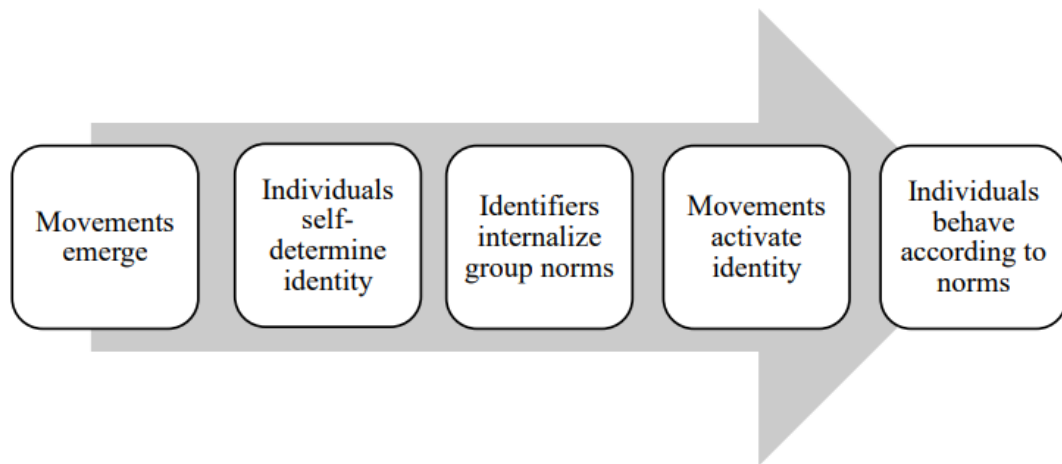 Movements
emerge
Individuals
self-
determine
identity
Identifiers
internalize
group norms
Movements
activate
identity
Individuals
behave
according to
norms